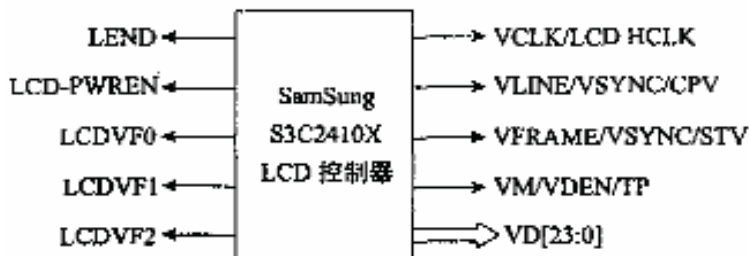 LEND
LCD-PWREN
LCDVF0
LCDVF1
LCDVF2
SamSung
S3C2410X
LCD 控制器
VCLK/LCD HCLK
VLINE/VSYNC/CPV
VFRAME/VSYNC/STV
VM/VDEN/TP
VD[23:0]